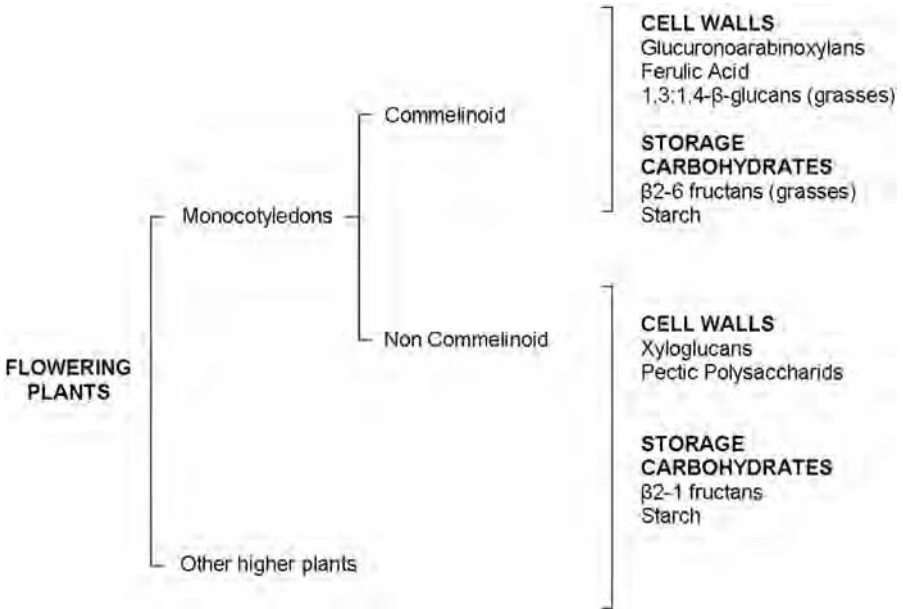 CELL WALLS
Glucuronoarabinoxylans
Ferulic Acid
1,3:1,4-β-glucans (grasses)
Commelinoid
STORAGE
CARBOHYDRATES
β2-6 fructans (grasses)
Starch
Monocotyledons
CELL WALLS
Xyloglucans
Pectic Polysaccharids
Non Commelinoid
FLOWERING
PLANTS
STORAGE
CARBOHYDRATES
β2-1 fructans
Starch
Other higher plants